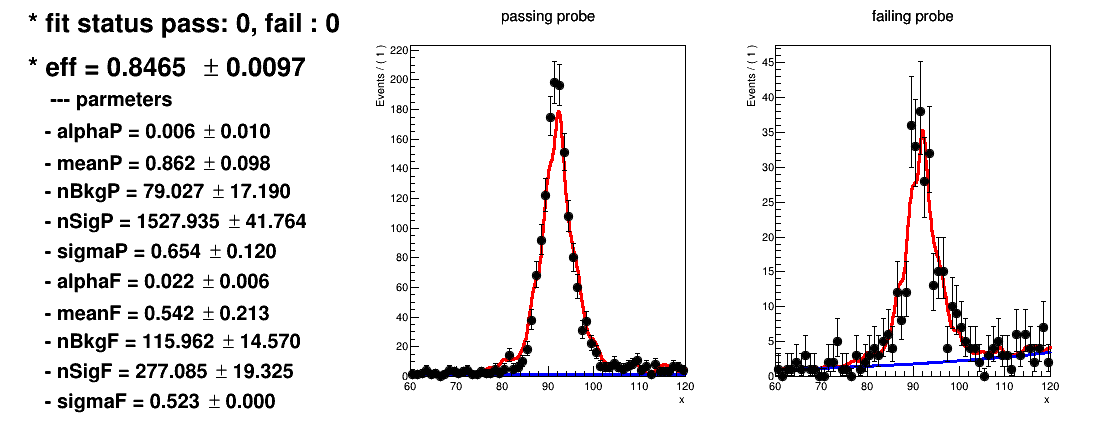 * fit status pass: 0, fail : 0
* eff = 0.8465 ± 0.0097
--- parmeters
- alphaP = 0.006 ± 0.010
- meanP = 0.862 ± 0.098
- nBkgP = 79.027 ± 17.190
- nSigP = 1527.935 ± 41.764
- sigmaP = 0.654 ± 0.120
- alphaF = 0.022 ± 0.006
- meanF = 0.542 ± 0.213
- nBkgF = 115.962 ± 14.570
- nSigF = 277.085 ± 19.325
- sigmaF = 0.523 ± 0.000
passing probe
Events / ( 1 )
220
200
180
160
140
120
100
80
60
40
20
0
60 70 80 90 100 110 120
x
failing probe
Events / ( 1 )
45
40
35
30
25
20
15
10
5
0
60 70 80 90 100 110 120
x